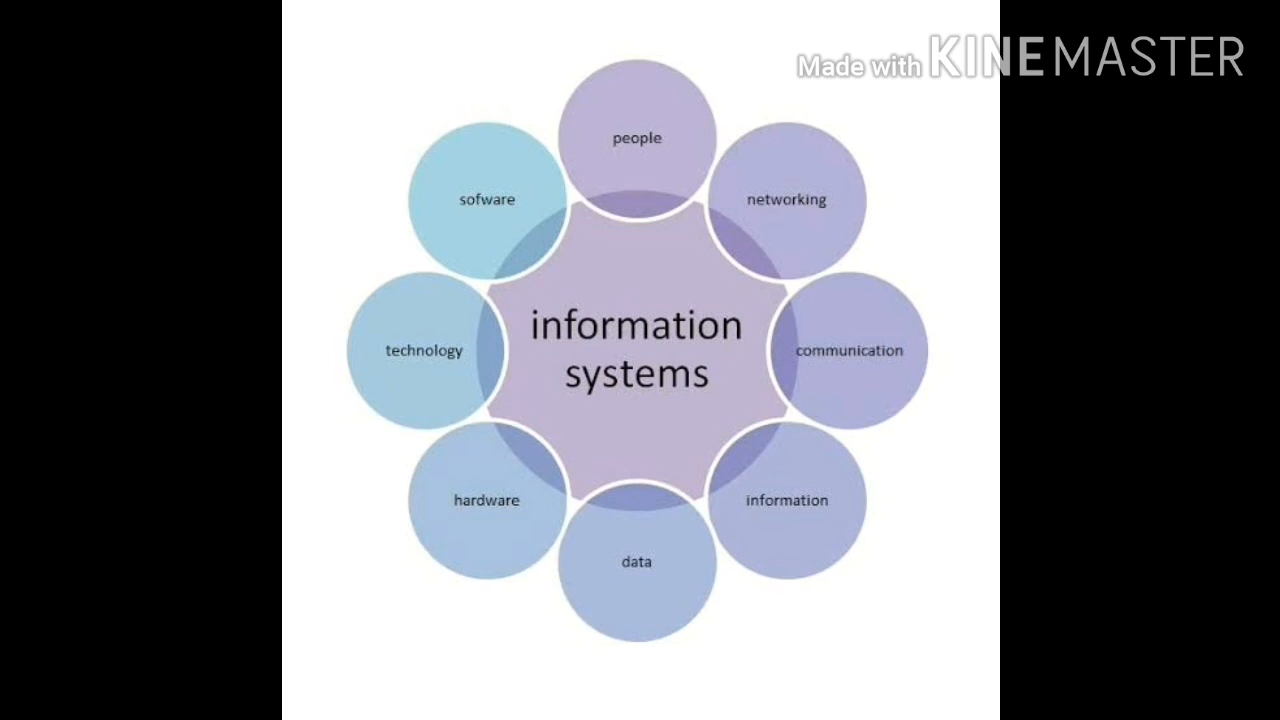 Made with KINEMASTER
people
sofware
networking
information
systems
technology
communication
hardware
information
data